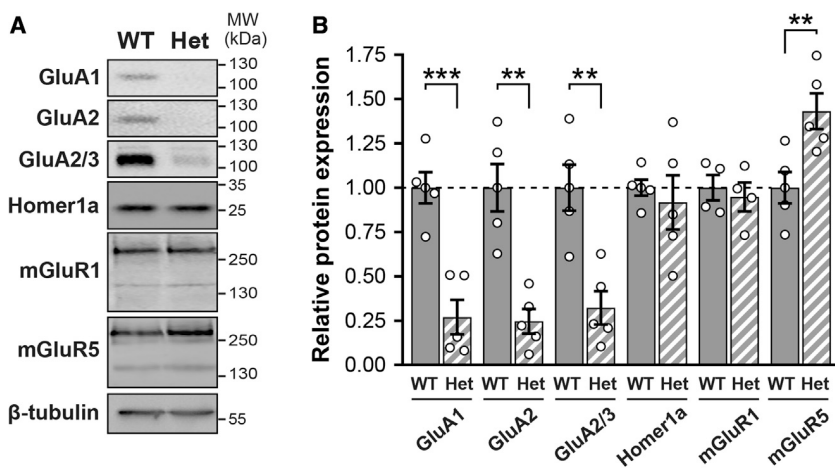 A
WT Het MW
(kDa)
GluA1 130
100
GluA2 130
100
GluA2/3 130
100
Homer1a 35
25
mGluR1 250
130
mGluR5 250
130
β-tubulin 55
B
Relative protein expression
1.75
1.50
1.25
1.00
0.75
0.50
0.25
0.00
*** ** ** **
WT Het WT Het WT Het WT Het WT Het WT Het
GluA1 GluA2 GluA2/3 Homer1a mGluR1 mGluR5